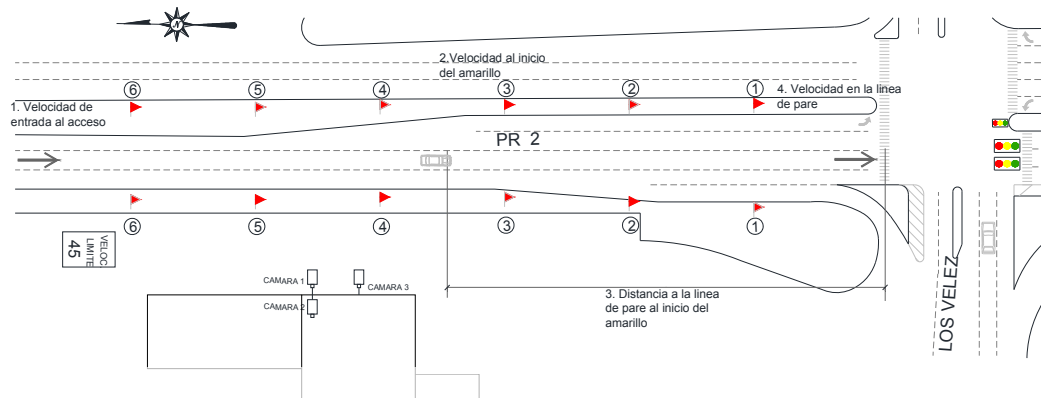 N
2.Velocidad al inicio
del amarillo
6
5
4
3
2
1
1. Velocidad de
entrada al acceso
4. Velocidad en la linea
de pare
PR 2
6
5
4
3
2
1
VELOC.
LIMITE
45
CAMARA 1
CAMARA 3
CAMARA 2
3. Distancia a la linea
de pare al inicio del
amarillo
LOS VELEZ